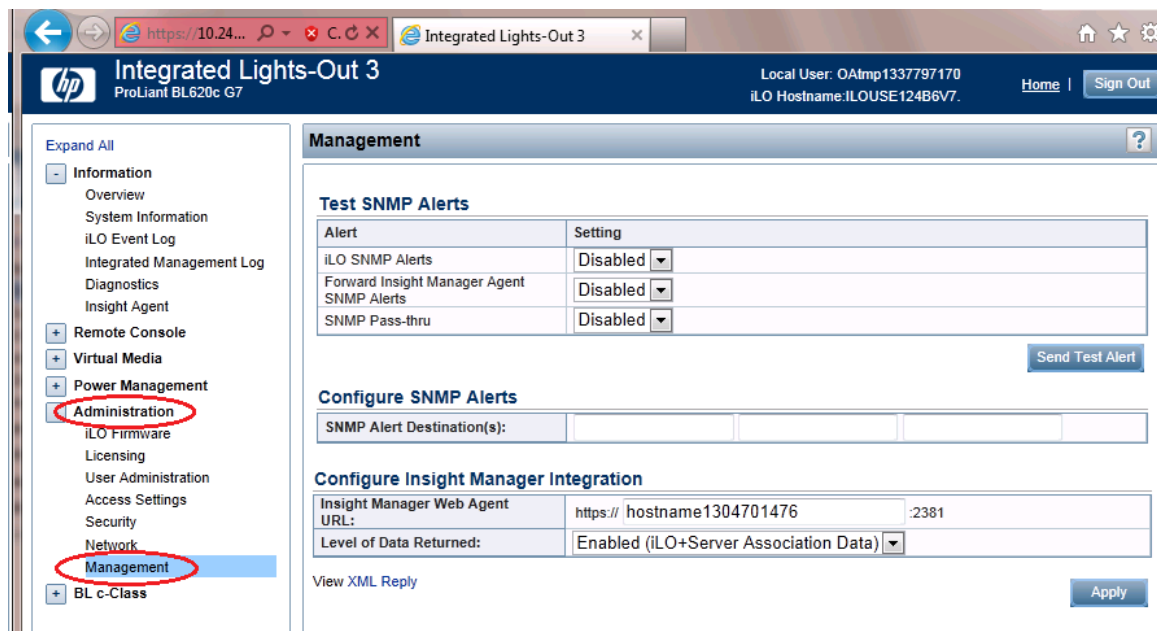 https://10.24... C. Integrated Lights-Out 3
hp
Integrated Lights-Out 3
ProLiant BL620c G7
Local User: OAtmp1337797170
iLO Hostname:ILOUSE124B6V7.
Home | Sign Out
Expand All
- Information
Overview
System Information
iLO Event Log
Integrated Management Log
Diagnostics
Insight Agent
+ Remote Console
+ Virtual Media
+ Power Management
Administration
iLO Firmware
Licensing
User Administration
Access Settings
Security
Network
Management
+ BL c-Class
Management ?
Test SNMP Alerts
Alert Setting
iLO SNMP Alerts Disabled
Forward Insight Manager Agent
SNMP Alerts Disabled
SNMP Pass-thru Disabled
Send Test Alert
Configure SNMP Alerts
SNMP Alert Destination(s):
Configure Insight Manager Integration
Insight Manager Web Agent
URL: https:// hostname1304701476 :2381
Level of Data Returned: Enabled (iLO+Server Association Data)
View XML Reply
Apply